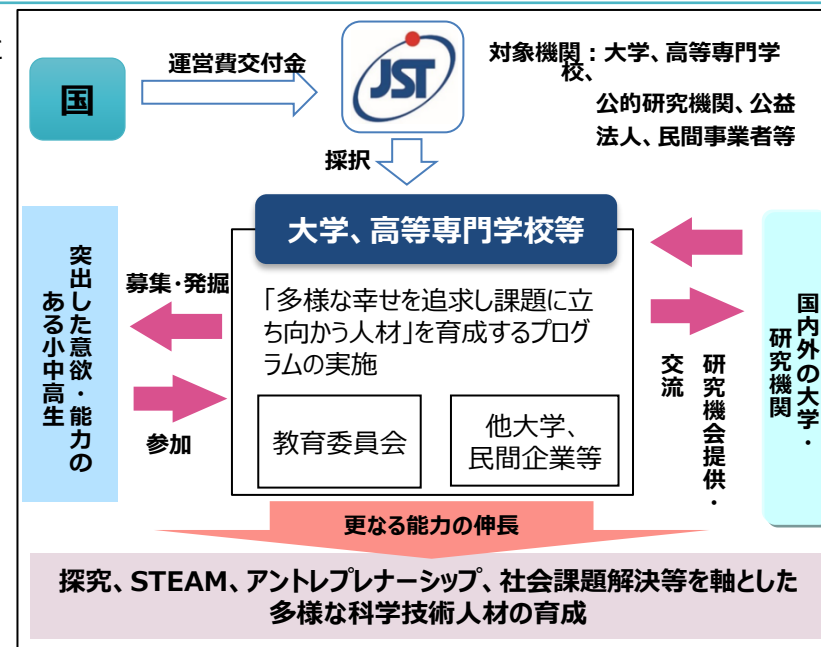 国
運営費交付金
JST
対象機関：大学、高等専門学
校、
公的研究機関、公益
法人、民間事業者等
採択
大学、高等専門学校等
突出した意欲・能力の
ある小中高生
募集・発掘
参加
「多様な幸せを追求し課題に立
ち向かう人材」を育成するプログ
ラムの実施
教育委員会
他大学、
民間企業等
研究機会提供・
交流
国内外の大学・
研究機関
更なる能力の伸長
探究、STEAM、アントレプレナーシップ、社会課題解決等を軸とした
多様な科学技術人材の育成